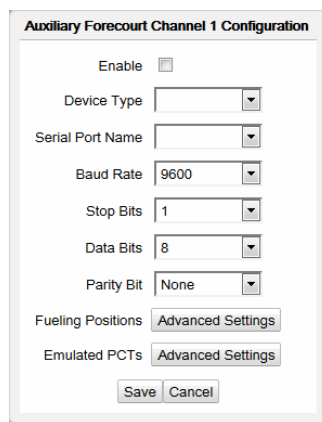 Auxiliary Forecourt Channel 1 Configuration
Enable
Device Type
Serial Port Name
Baud Rate 9600
Stop Bits 1
Data Bits 8
Parity Bit None
Fueling Positions Advanced Settings
Emulated PCTs Advanced Settings
Save Cancel